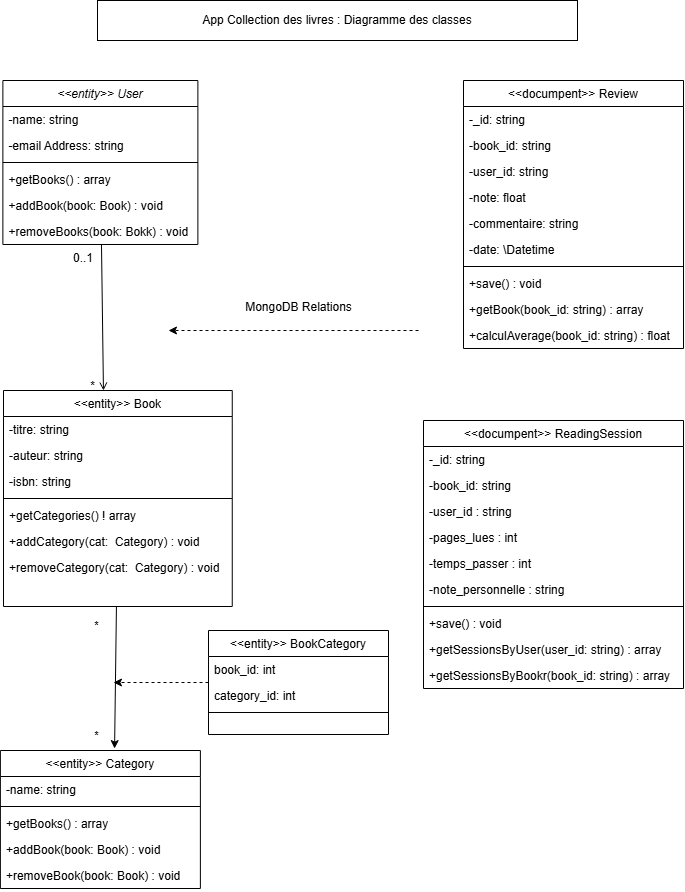 App Collection des livres : Diagramme des classes
<<entity>> User
-name: string
-email Address: string
+getBooks() : array
+addBook(book: Book) : void
+removeBooks(book: Bokk) : void
0..1
*
<<documpent>> Review
-_id: string
-book_id: string
-user_id: string
-note: float
-commentaire: string
-date: \Datetime
+save() : void
+getBook(book_id: string) : array
+calculAverage(book_id: string) : float
MongoDB Relations
<<entity>> Book
-titre: string
-auteur: string
-isbn: string
+getCategories() ! array
+addCategory(cat:  Category) : void
+removeCategory(cat:  Category) : void
*
*
<<documpent>> ReadingSession
-_id: string
-book_id: string
-user_id : string
-pages_lues : int
-temps_passer : int
-note_personnelle : string
+save() : void
+getSessionsByUser(user_id: string) : array
+getSessionsByBookr(book_id: string) : array
<<entity>> BookCategory
book_id: int
category_id: int
<<entity>> Category
-name: string
+getBooks() : array
+addBook(book: Book) : void
+removeBook(book: Book) : void